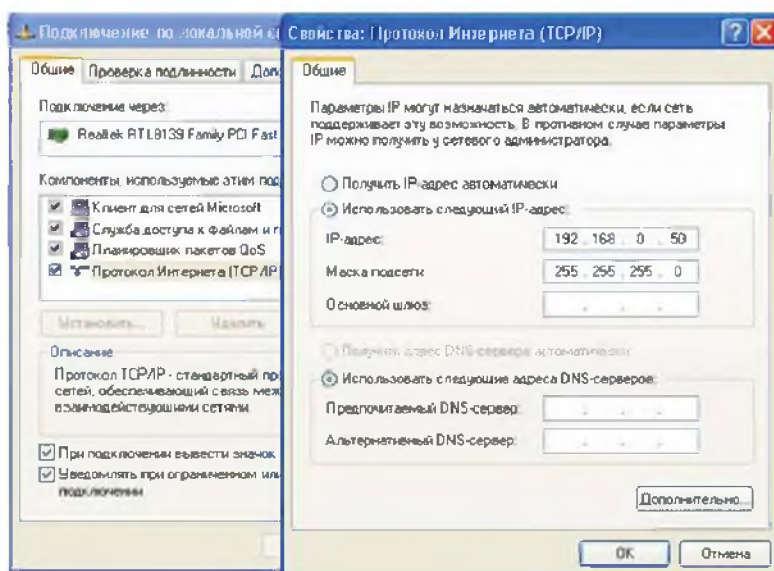 Подключение по локальной се
Общие
Проверка подлинности
Доп
Подключение через:
Realtek RTL8139 Family PCI Fast
Компоненты, используемые этим под
Клиент для сетей Microsoft
Служба доступа к файлам и п
Планировщик пакетов QoS
Протокол Интернета (TCP/IP)
Установить...
Удалить
Описание
Протокол TCP/IP - стандартный пр
сетей, обеспечивающий связь меж
взаимодействующими сетями.
При подключении вывести значок
Уведомлять при ограниченном или
подключении
Свойства: Протокол Интернета (TCP/IP)
Общие
Параметры IP могут назначаться автоматически, если сеть
поддерживает эту возможность. В противном случае параметры
IP можно получить у сетевого администратора.
Получить IP-адрес автоматически
Использовать следующий IP-адрес:
IP-адрес: 192 . 168 . 0 . 50
Маска подсети: 255 . 255 . 255 . 0
Основной шлюз: . . .
Получить адрес DNS-сервера автоматически
Использовать следующие адреса DNS-серверов:
Предпочитаемый DNS-сервер: . . .
Альтернативный DNS-сервер: . . .
Дополнительно...
OK
Отмена